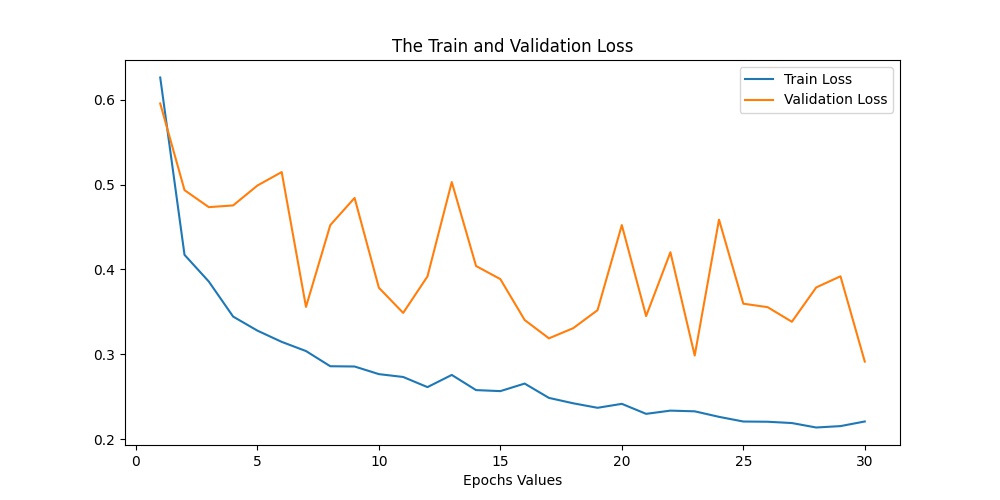 The Train and Validation Loss
Train Loss
Validation Loss
0.6
0.5
0.4
0.3
0.2
0 5 10 15 20 25 30
Epochs Values